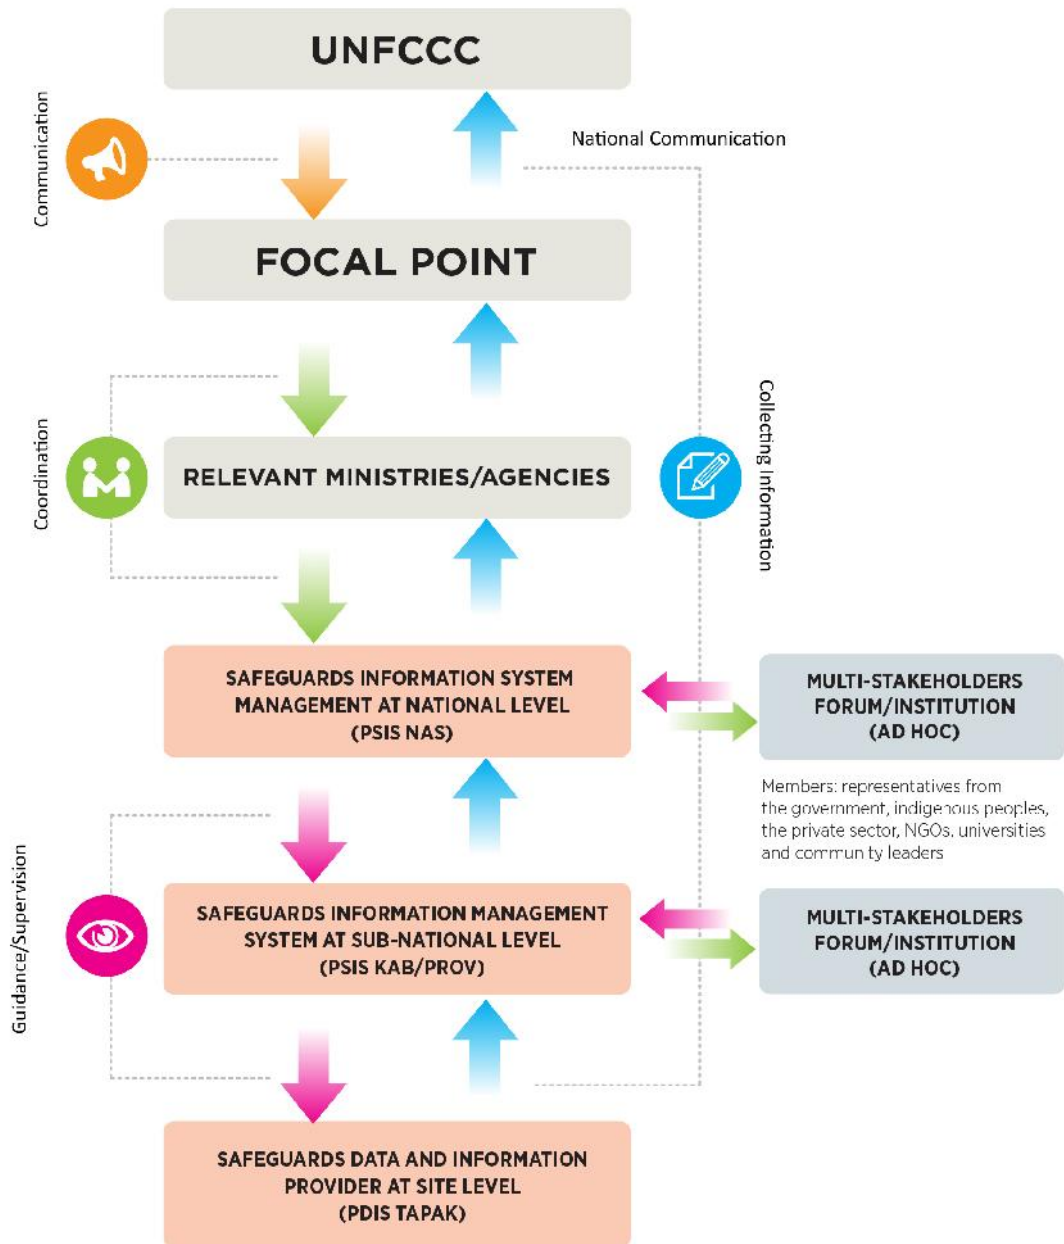 UNFCCC
Communication
National Communication
FOCAL POINT
Coordination
RELEVANT MINISTRIES/AGENCIES
Collecting Information
SAFEGUARDS INFORMATION SYSTEM
MANAGEMENT AT NATIONAL LEVEL
(PSIS NAS)
MULTI-STAKEHOLDERS
FORUM/INSTITUTION
(AD HOC)
Members: representatives from
the government, indigenous peoples,
the private sector, NGOs, universities
and community leaders
Guidance/Supervision
SAFEGUARDS INFORMATION MANAGEMENT
SYSTEM AT SUB-NATIONAL LEVEL
(PSIS KAB/PROV)
MULTI-STAKEHOLDERS
FORUM/INSTITUTION
(AD HOC)
SAFEGUARDS DATA AND INFORMATION
PROVIDER AT SITE LEVEL
(PDIS TAPAK)